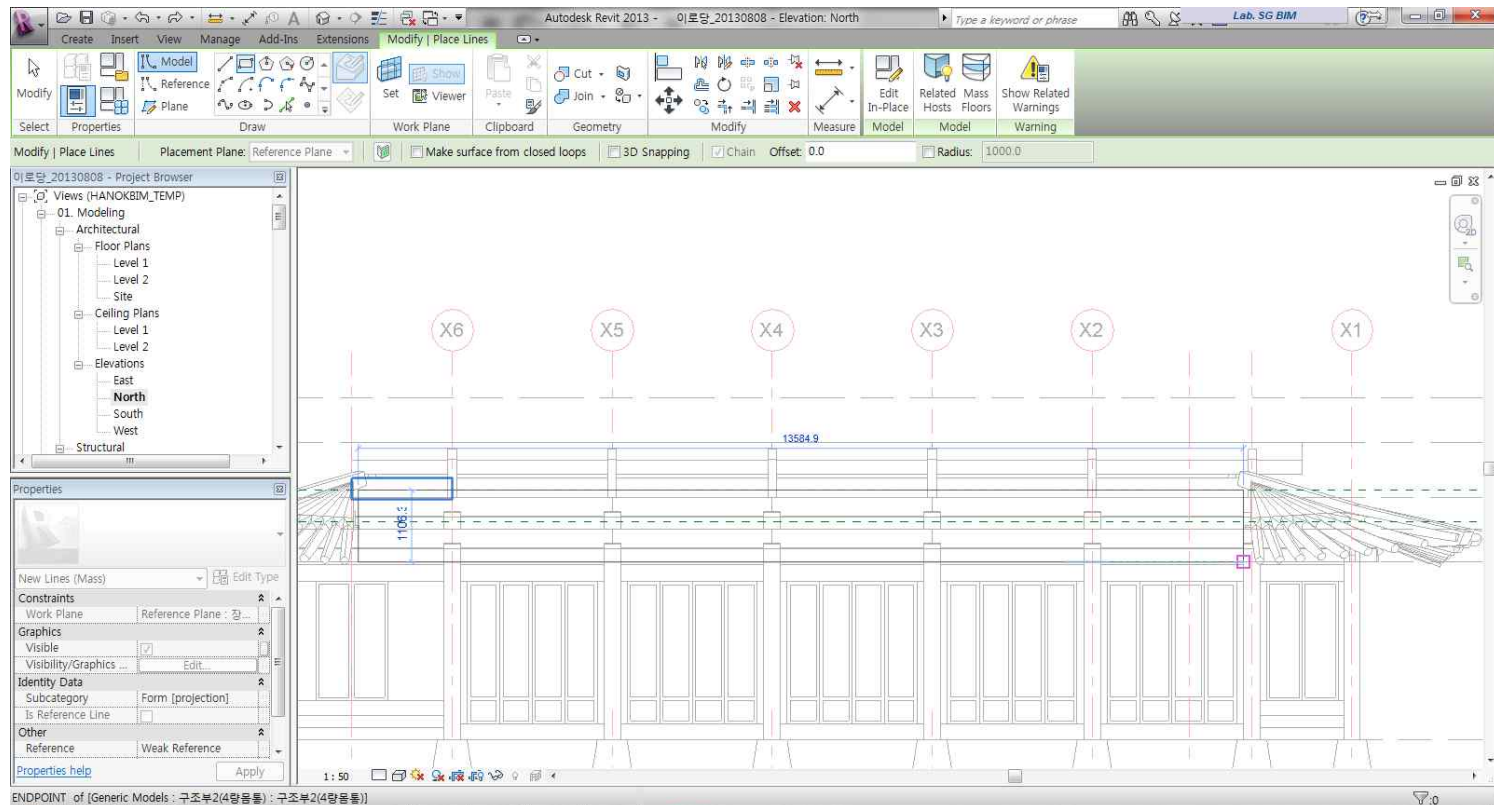 Autodesk Revit 2013 - 이로당_20130808 - Elevation: North
Type a keyword or phrase
Lab. SG BIM
Create Insert View Manage Add-Ins Extensions Modify | Place Lines
Modify
Model
Reference
Plane
Set
Show
Viewer
Paste
Cut
Join
Edit In-Place
Related Hosts
Mass Floors
Show Related Warnings
Select Properties Draw Work Plane Clipboard Geometry Modify Measure Model Model Warning
Modify | Place Lines Placement Plane: Reference Plane Make surface from closed loops 3D Snapping Chain Offset: 0.0 Radius: 1000.0
이로당_20130808 - Project Browser
Views (HANOKBIM_TEMP)
01. Modeling
Architectural
Floor Plans
Level 1
Level 2
Site
Ceiling Plans
Level 1
Level 2
Elevations
East
North
South
West
Structural
Properties
New Lines (Mass) Edit Type
Constraints
Work Plane Reference Plane : 장...
Graphics
Visible
Visibility/Graphics ... Edit...
Identity Data
Subcategory Form [projection]
Is Reference Line
Other
Reference Weak Reference
Properties help Apply
2D
X6 X5 X4 X3 X2 X1
13584.9
1106.3
1 : 50
ENDPOINT of [Generic Models : 구조부2(4량몸통) : 구조부2(4량몸통)]
:0